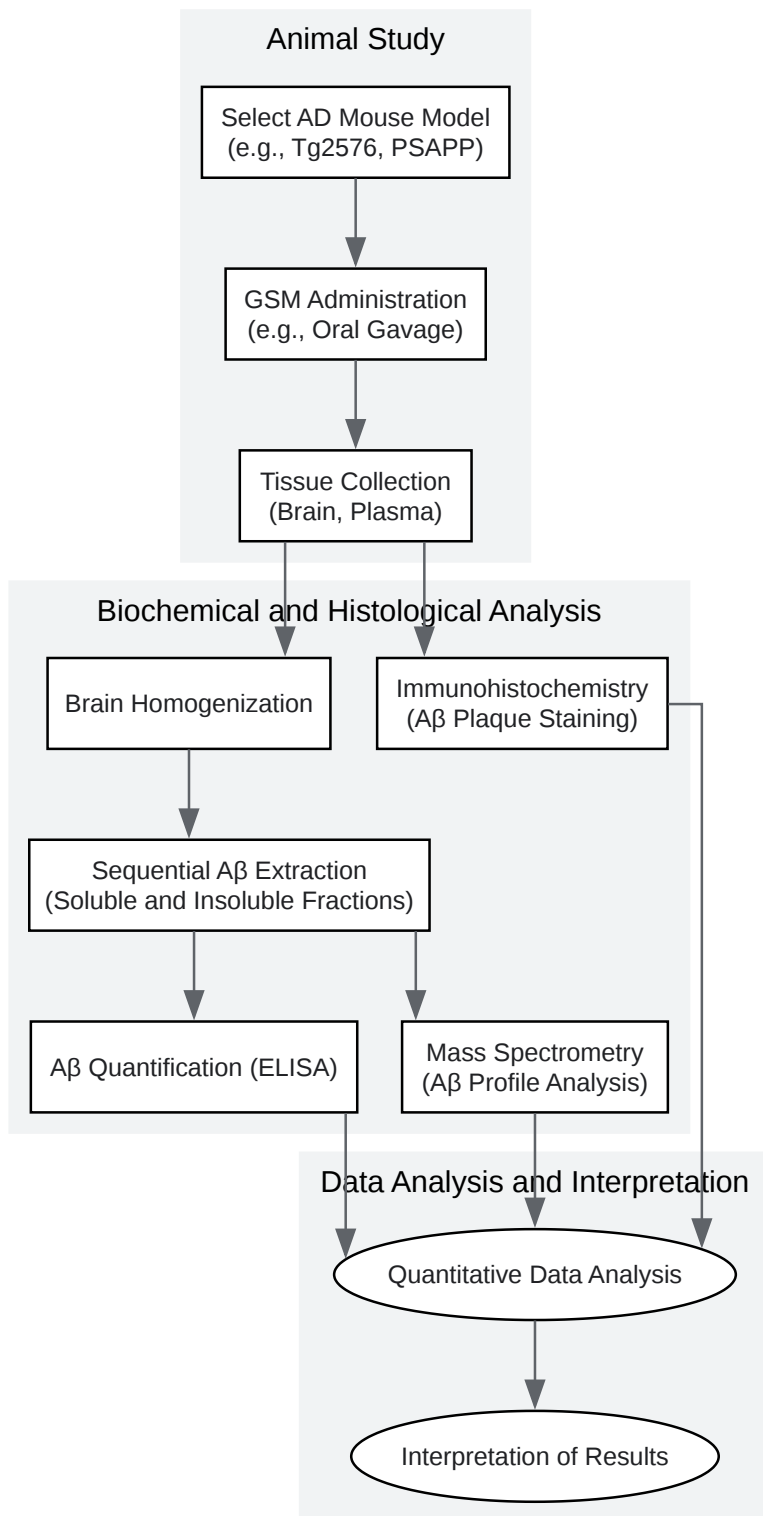 Animal Study
Select AD Mouse Model
(e.g., Tg2576, PSAPP)
GSM Administration
(e.g., Oral Gavage)
Tissue Collection
(Brain, Plasma)
Biochemical and Histological Analysis
Brain Homogenization
Immunohistochemistry
(Aβ Plaque Staining)
Sequential Aβ Extraction
(Soluble and Insoluble Fractions)
Aβ Quantification (ELISA)
Mass Spectrometry
(Aβ Profile Analysis)
Data Analysis and Interpretation
Quantitative Data Analysis
Interpretation of Results